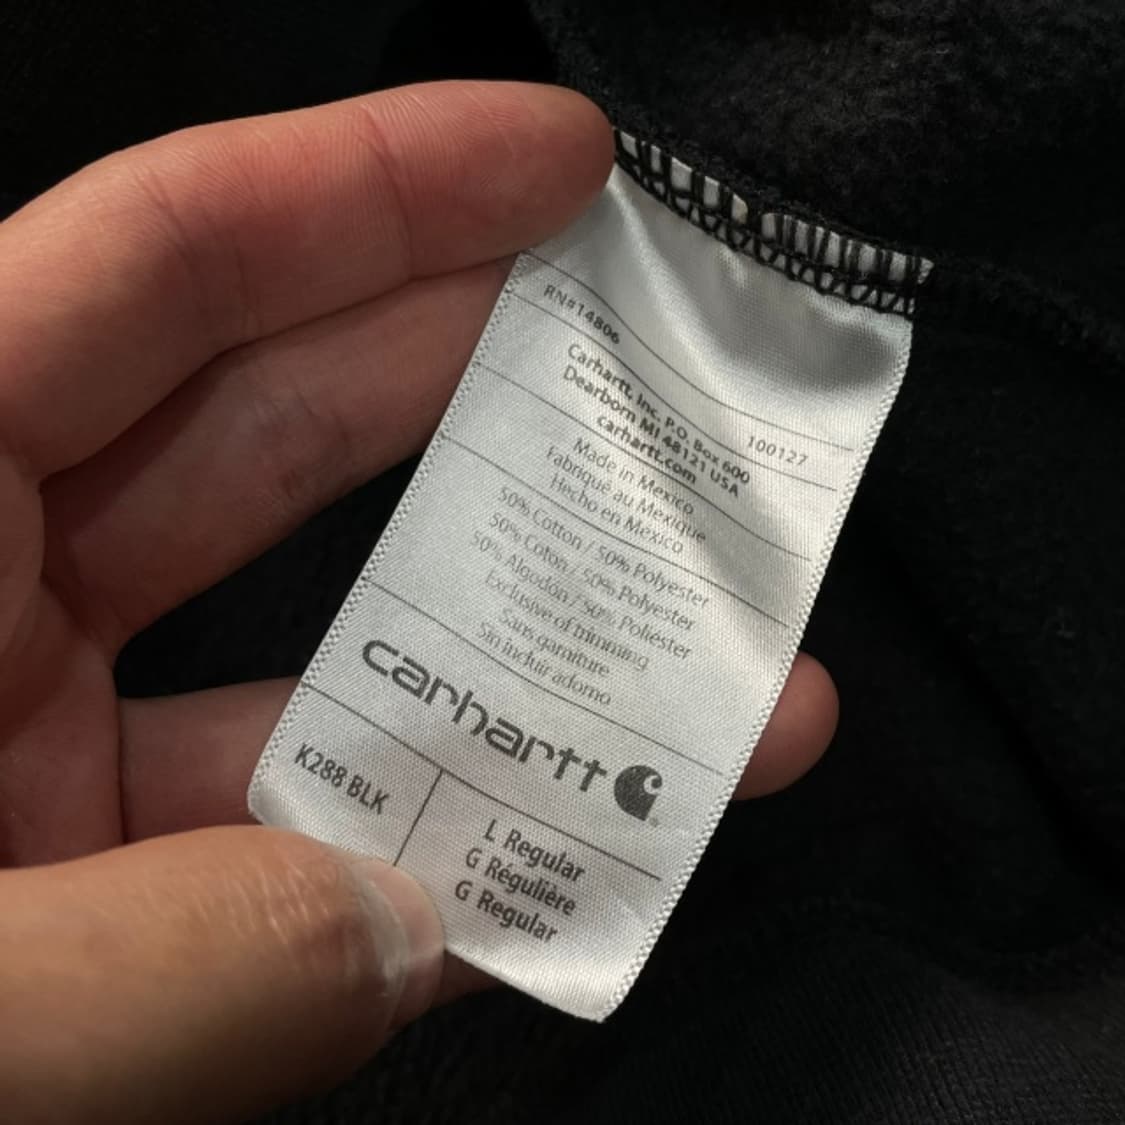 RN#14806 100127
Carhartt, Inc. P.O. Box 600
Dearborn MI 48121 USA
carhartt.com
Made in Mexico
Fabriqué au Mexique
Hecho en Mexico
50% Cotton / 50% Polyester
50% Coton / 50% Polyester
50% Algodón / 50% Poliester
Exclusive of trimming
Sans garniture
Sin incluir adorno
carhartt
K288 BLK
L Regular
G Régulière
G Regular